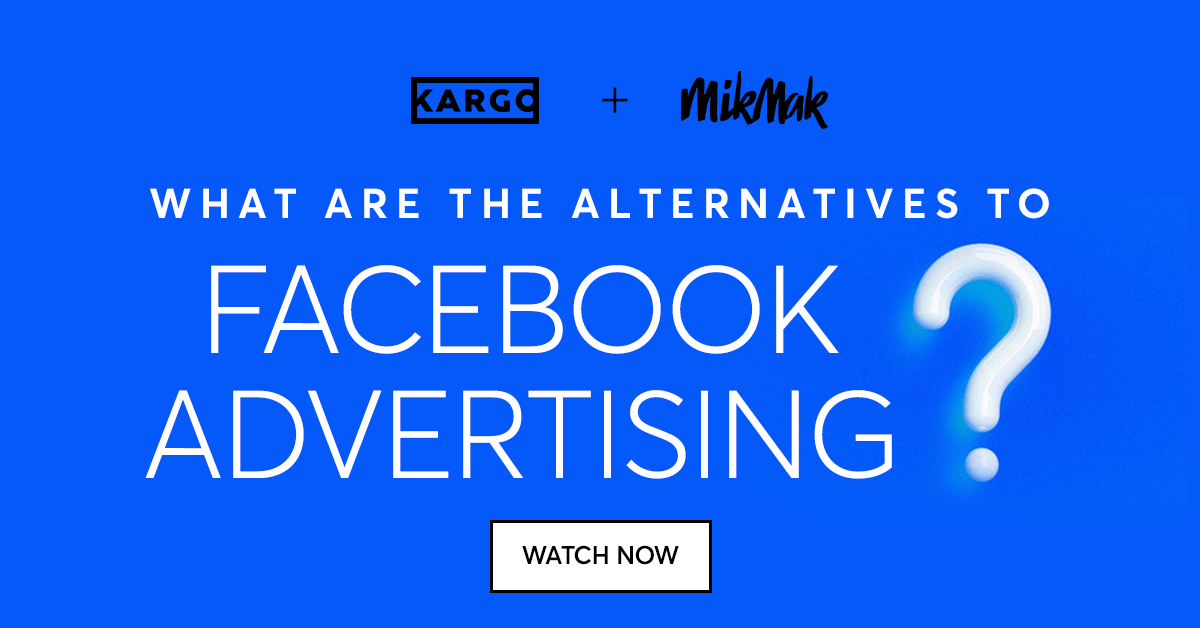 KARGO + MikMak
WHAT ARE THE ALTERNATIVES TO
FACEBOOK
ADVERTISING?
WATCH NOW